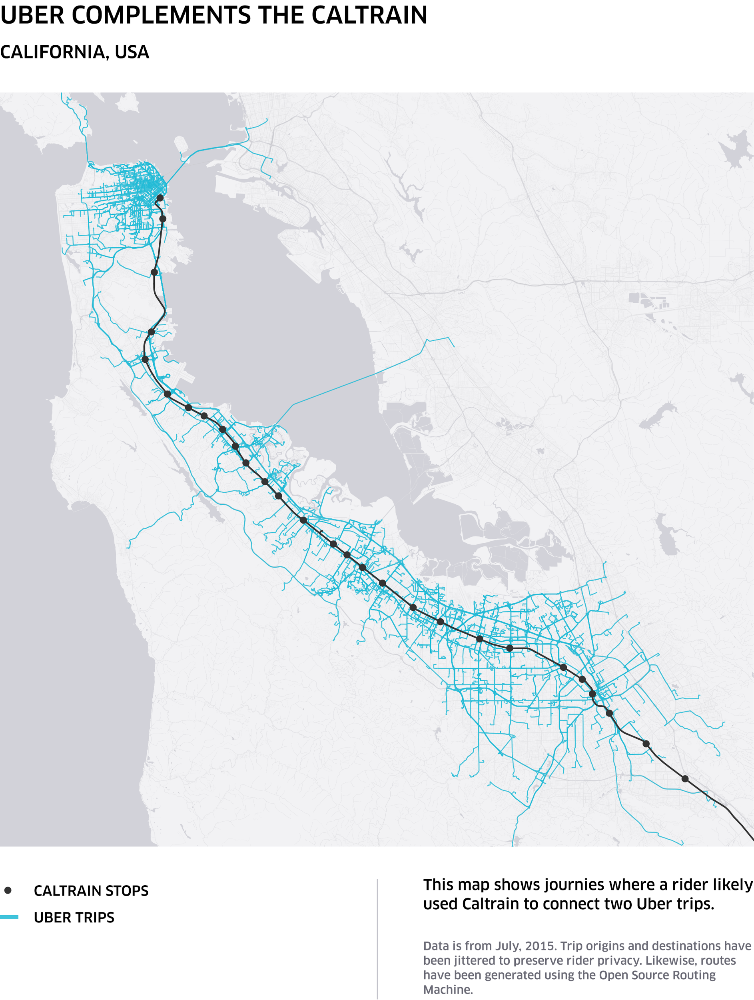 UBER COMPLEMENTS THE CALTRAIN
CALIFORNIA, USA
CALTRAIN STOPS
UBER TRIPS
This map shows journies where a rider likely
used Caltrain to connect two Uber trips.
Data is from July, 2015. Trip origins and destinations have
been jittered to preserve rider privacy. Likewise, routes
have been generated using the Open Source Routing
Machine.